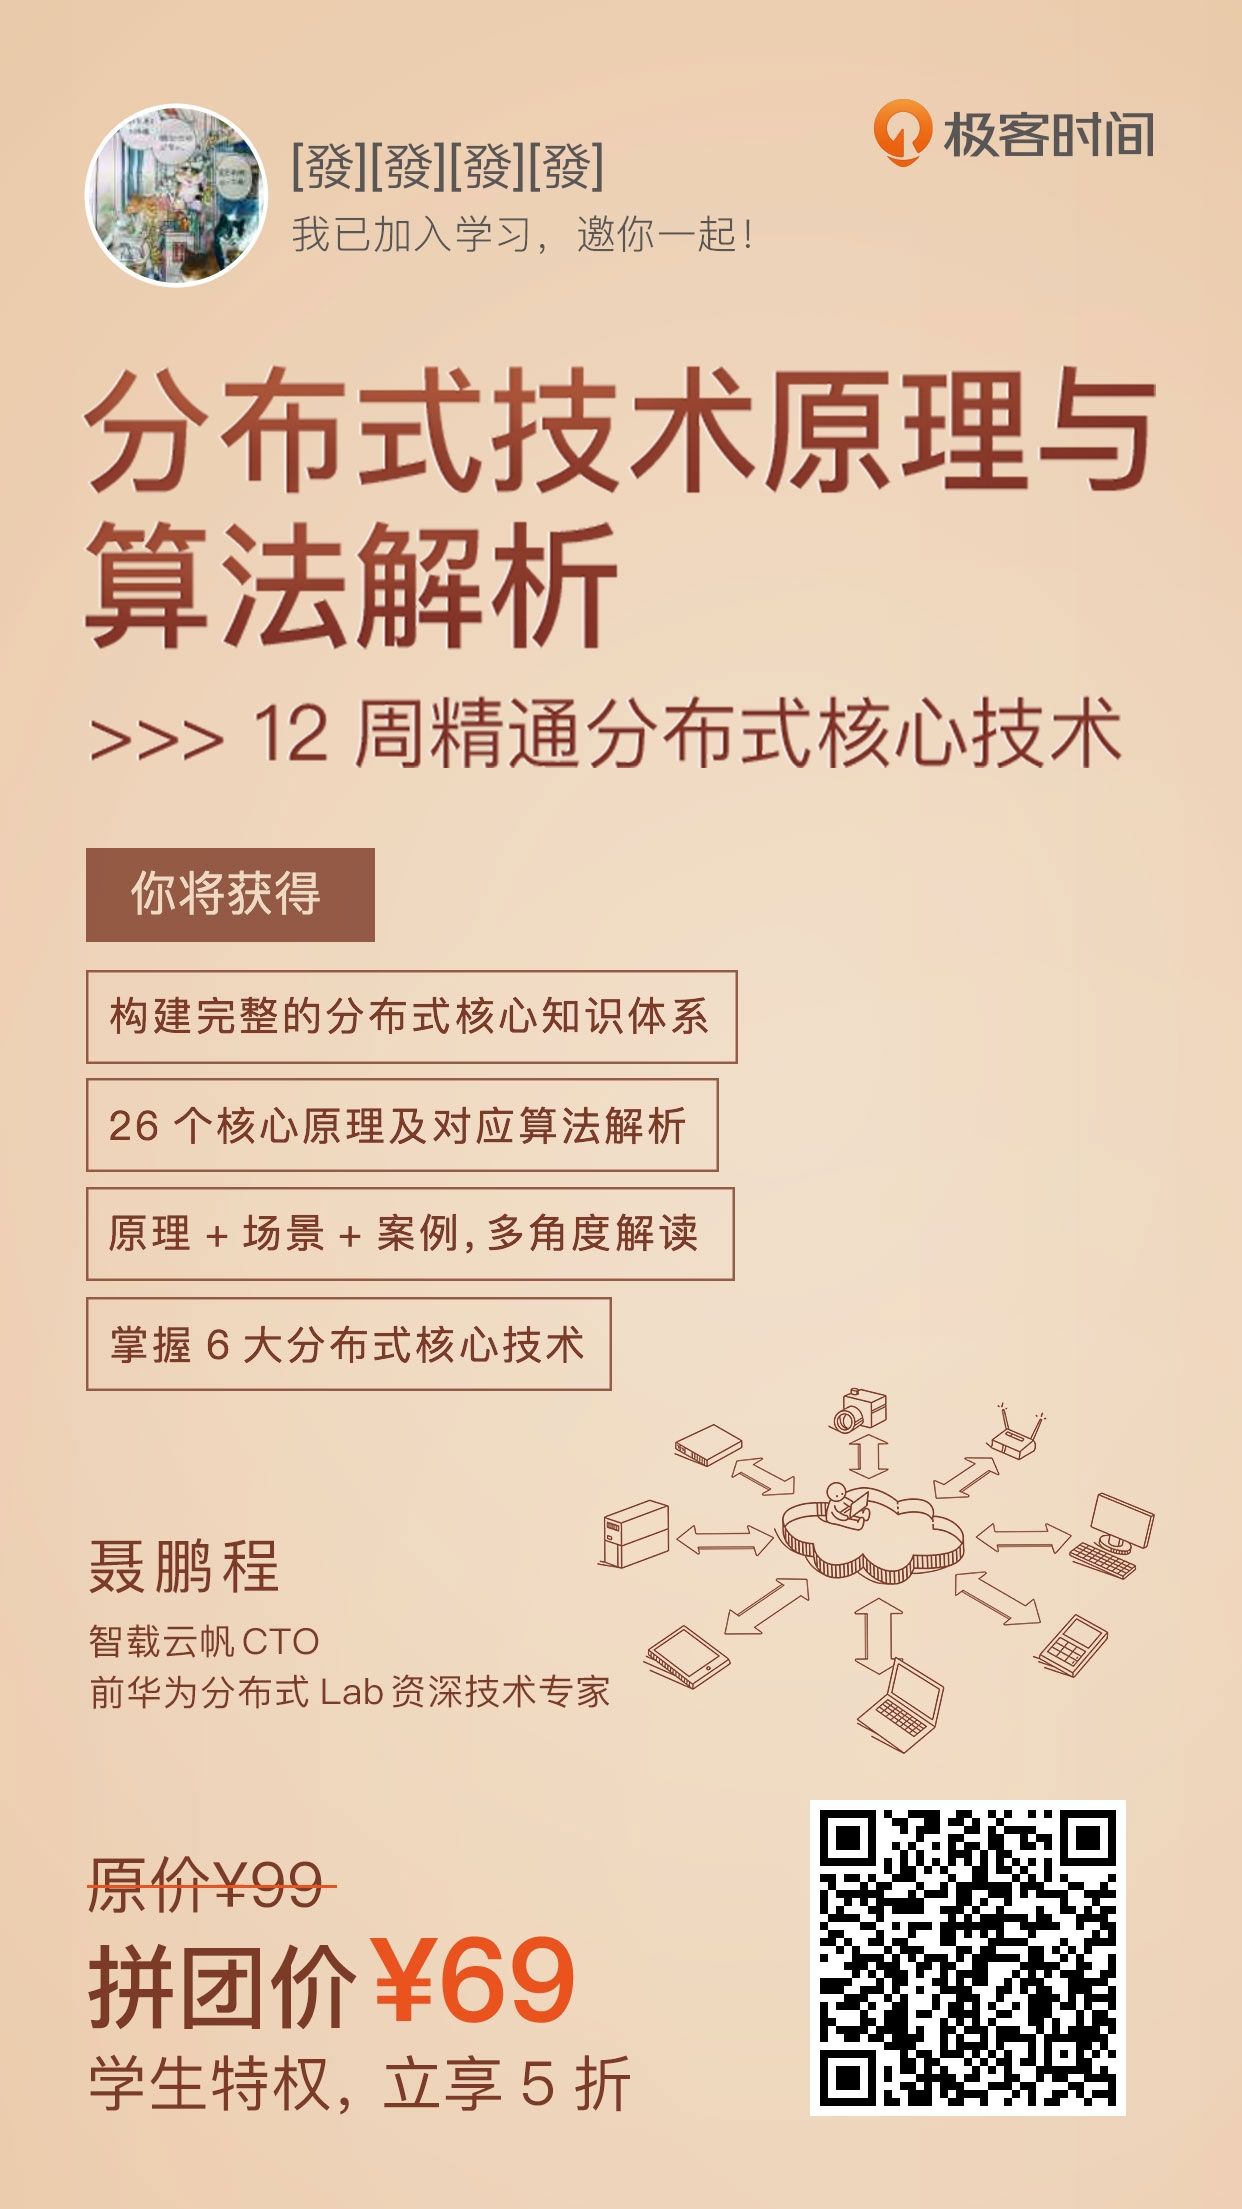 极客时间
[發][發][發][發]
我已加入学习，邀你一起！
分布式技术原理与
算法解析
>>> 12 周精通分布式核心技术
你将获得
构建完整的分布式核心知识体系
26 个核心原理及对应算法解析
原理 + 场景 + 案例，多角度解读
掌握 6 大分布式核心技术
聂鹏程
智载云帆 CTO
前华为分布式 Lab 资深技术专家
原价¥99
拼团价 ¥69
学生特权，立享 5 折